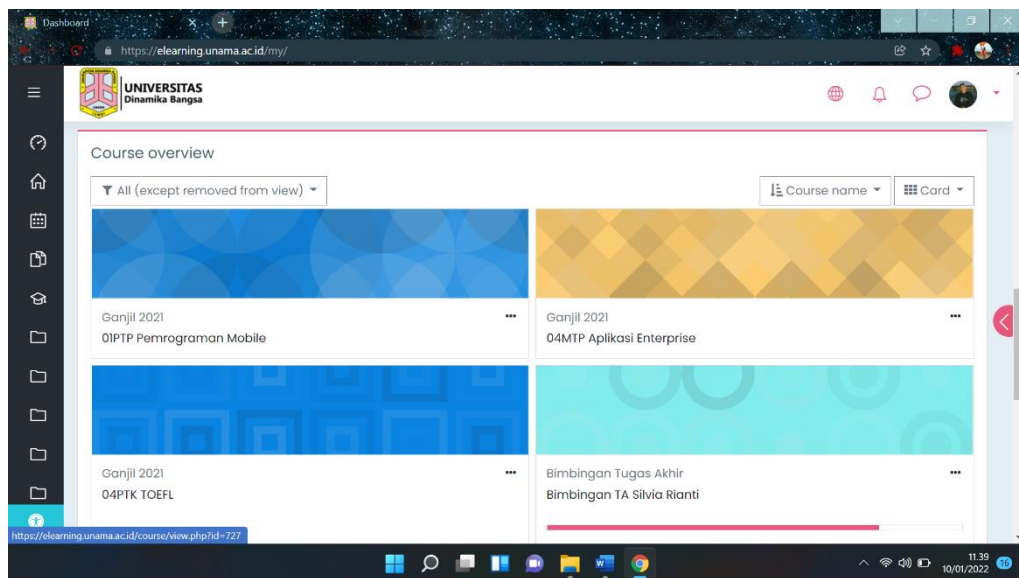 Dashboard
https://elearning.unama.ac.id/my/
UNIVERSITAS
Dinamika Bangsa
Course overview
All (except removed from view)
Course name
Card
Ganjil 2021
01PTP Pemrograman Mobile
Ganjil 2021
04MTP Aplikasi Enterprise
Ganjil 2021
04PTK TOEFL
Bimbingan Tugas Akhir
Bimbingan TA Silvia Rianti
https://elearning.unama.ac.id/course/view.php?id=727
11.39
10/01/2022
16